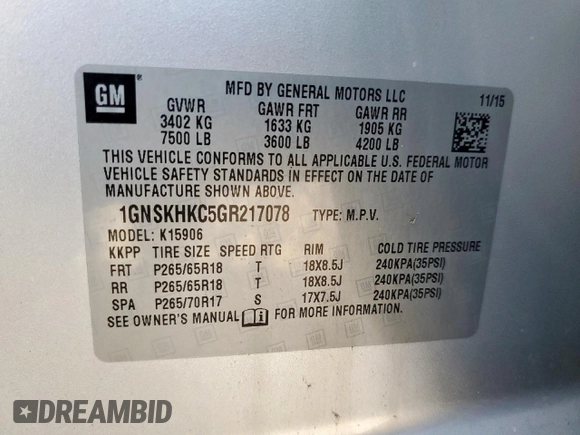 GM
MFD BY GENERAL MOTORS LLC 11/15
GVWR GAWR FRT GAWR RR
3402 KG 1633 KG 1905 KG
7500 LB 3600 LB 4200 LB
THIS VEHICLE CONFORMS TO ALL APPLICABLE U.S. FEDERAL MOTOR
VEHICLE SAFETY STANDARDS IN EFFECT ON THE DATE OF
MANUFACTURE SHOWN ABOVE.
1GNSKHKC5GR217078 TYPE: M.P.V.
MODEL: K15906
KKPP TIRE SIZE SPEED RTG RIM COLD TIRE PRESSURE
FRT P265/65R18 T 18X8.5J 240KPA(35PSI)
RR P265/65R18 T 18X8.5J 240KPA(35PSI)
SPA P265/70R17 S 17X7.5J 240KPA(35PSI)
SEE OWNER'S MANUAL FOR MORE INFORMATION.
DREAMBID